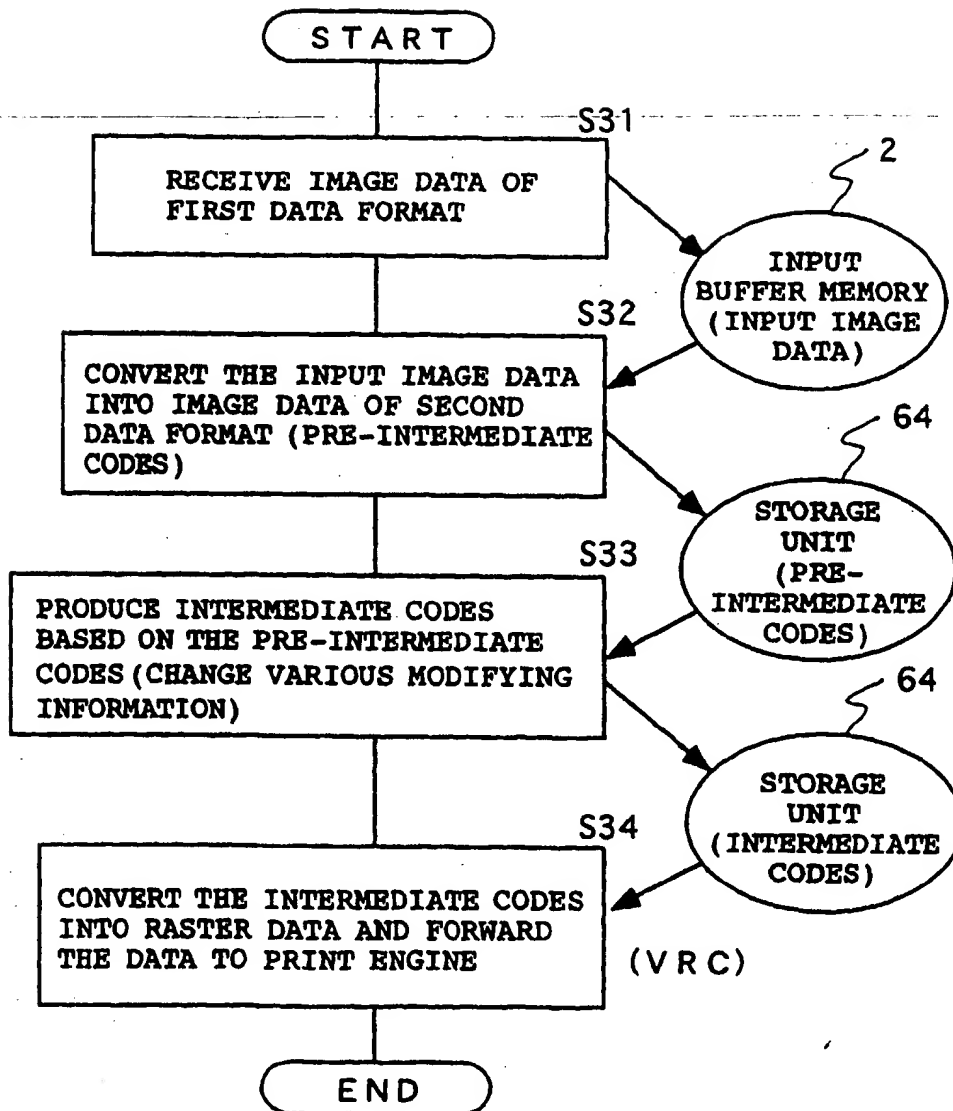 START
S31
RECEIVE IMAGE DATA OF
FIRST DATA FORMAT
2
INPUT
BUFFER MEMORY
(INPUT IMAGE
DATA)
S32
CONVERT THE INPUT IMAGE DATA
INTO IMAGE DATA OF SECOND
DATA FORMAT (PRE-INTERMEDIATE
CODES)
64
STORAGE
UNIT
(PRE-
INTERMEDIATE
CODES)
S33
PRODUCE INTERMEDIATE CODES
BASED ON THE PRE-INTERMEDIATE
CODES (CHANGE VARIOUS MODIFYING
INFORMATION)
64
STORAGE
UNIT
(INTERMEDIATE
CODES)
S34
CONVERT THE INTERMEDIATE CODES
INTO RASTER DATA AND FORWARD
THE DATA TO PRINT ENGINE
(VRC)
END